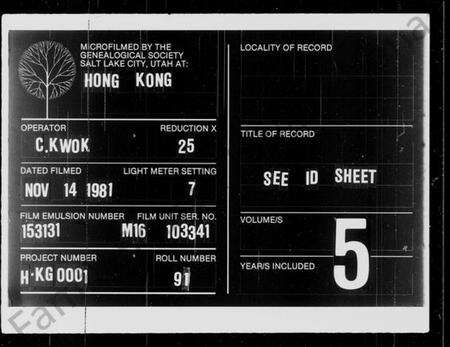 MICROFILMED BY THE
GENEALOGICAL SOCIETY
SALT LAKE CITY, UTAH AT:
HONG KONG
OPERATOR REDUCTION X
C.KWOK 25
DATED FILMED LIGHT METER SETTING
NOV 14 1981 7
FILM EMULSION NUMBER FILM UNIT SER. NO.
153131 M16 103341
PROJECT NUMBER ROLL NUMBER
H·KG 0001 91
LOCALITY OF RECORD
TITLE OF RECORD
SEE ID SHEET
VOLUME/S
5
YEAR/S INCLUDED